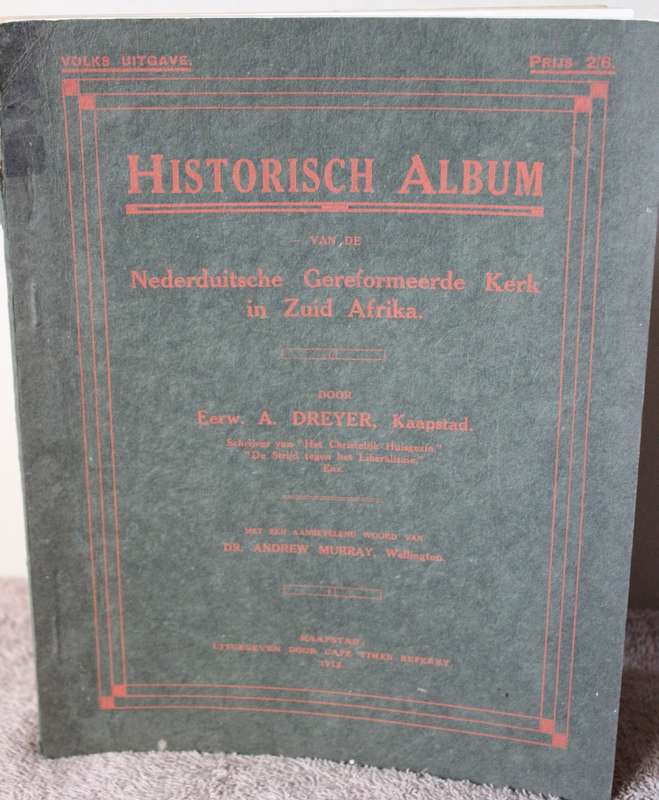 VOLKS UITGAVE.
PRIJS 2/6.
HISTORISCH ALBUM
VAN DE
Nederduitsche Gereformeerde Kerk
in Zuid Afrika.
DOOR
Eerw. A. DREYER, Kaapstad.
Schrijver van "Het Christelijk Huisgezin,"
"De Strijd tegen het Liberalisme,"
Enz.
MET EEN AANBEVELEND WOORD VAN
DR. ANDREW MURRAY, Wellington.
KAAPSTAD:
UITGEGEVEN DOOR CAPE TIMES BEPERKT,